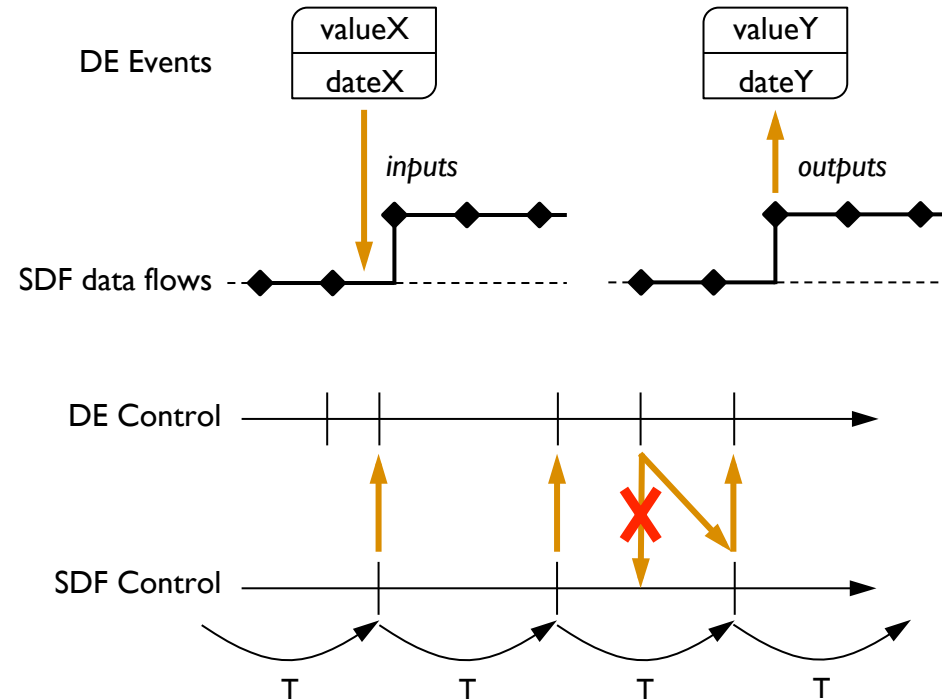 valueX
valueY
DE Events
dateX
dateY
inputs
outputs
SDF data flows
DE Control
SDF Control
T
T
T
T